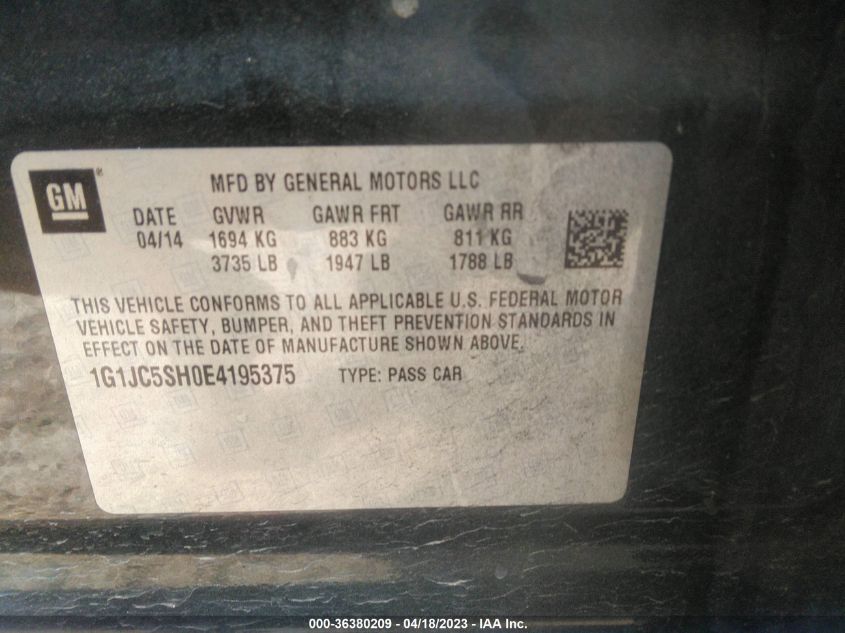 GM®
MFD BY GENERAL MOTORS LLC
DATE GVWR GAWR FRT GAWR RR
04/14 1694 KG 883 KG 811 KG
3735 LB 1947 LB 1788 LB
THIS VEHICLE CONFORMS TO ALL APPLICABLE U.S. FEDERAL MOTOR
VEHICLE SAFETY, BUMPER, AND THEFT PREVENTION STANDARDS IN
EFFECT ON THE DATE OF MANUFACTURE SHOWN ABOVE.
1G1JC5SH0E4195375 TYPE: PASS CAR
000-36380209 - 04/18/2023 - IAA Inc.